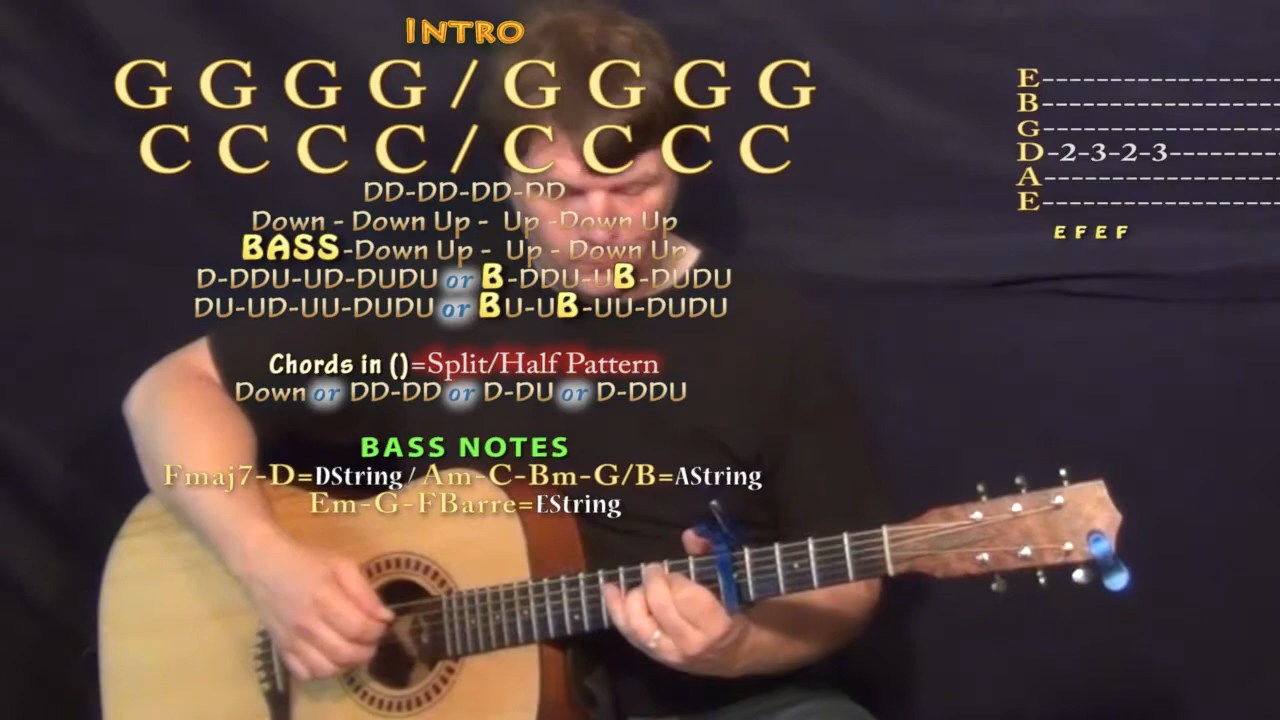 INTRO
G G G G / G G G G
C C C C / C C C C
DD-DD-DD-DD
Down - Down Up - Up -Down Up
BASS-Down Up - Up - Down Up
D-DDU-UD-DUDU or B-DDU-UB-DUDU
DU-UD-UU-DUDU or BU-UB-UU-DUDU
Chords in ()=Split/Half Pattern
Down or DD-DD or D-DU or D-DDU
BASS NOTES
Fmaj7-D=DString / Am-C-Bm-G/B=AString
Em-G-FBarre=EString
E--------------------
B--------------------
G--------------------
D-2-3-2-3------------
A--------------------
E--------------------
E F E F